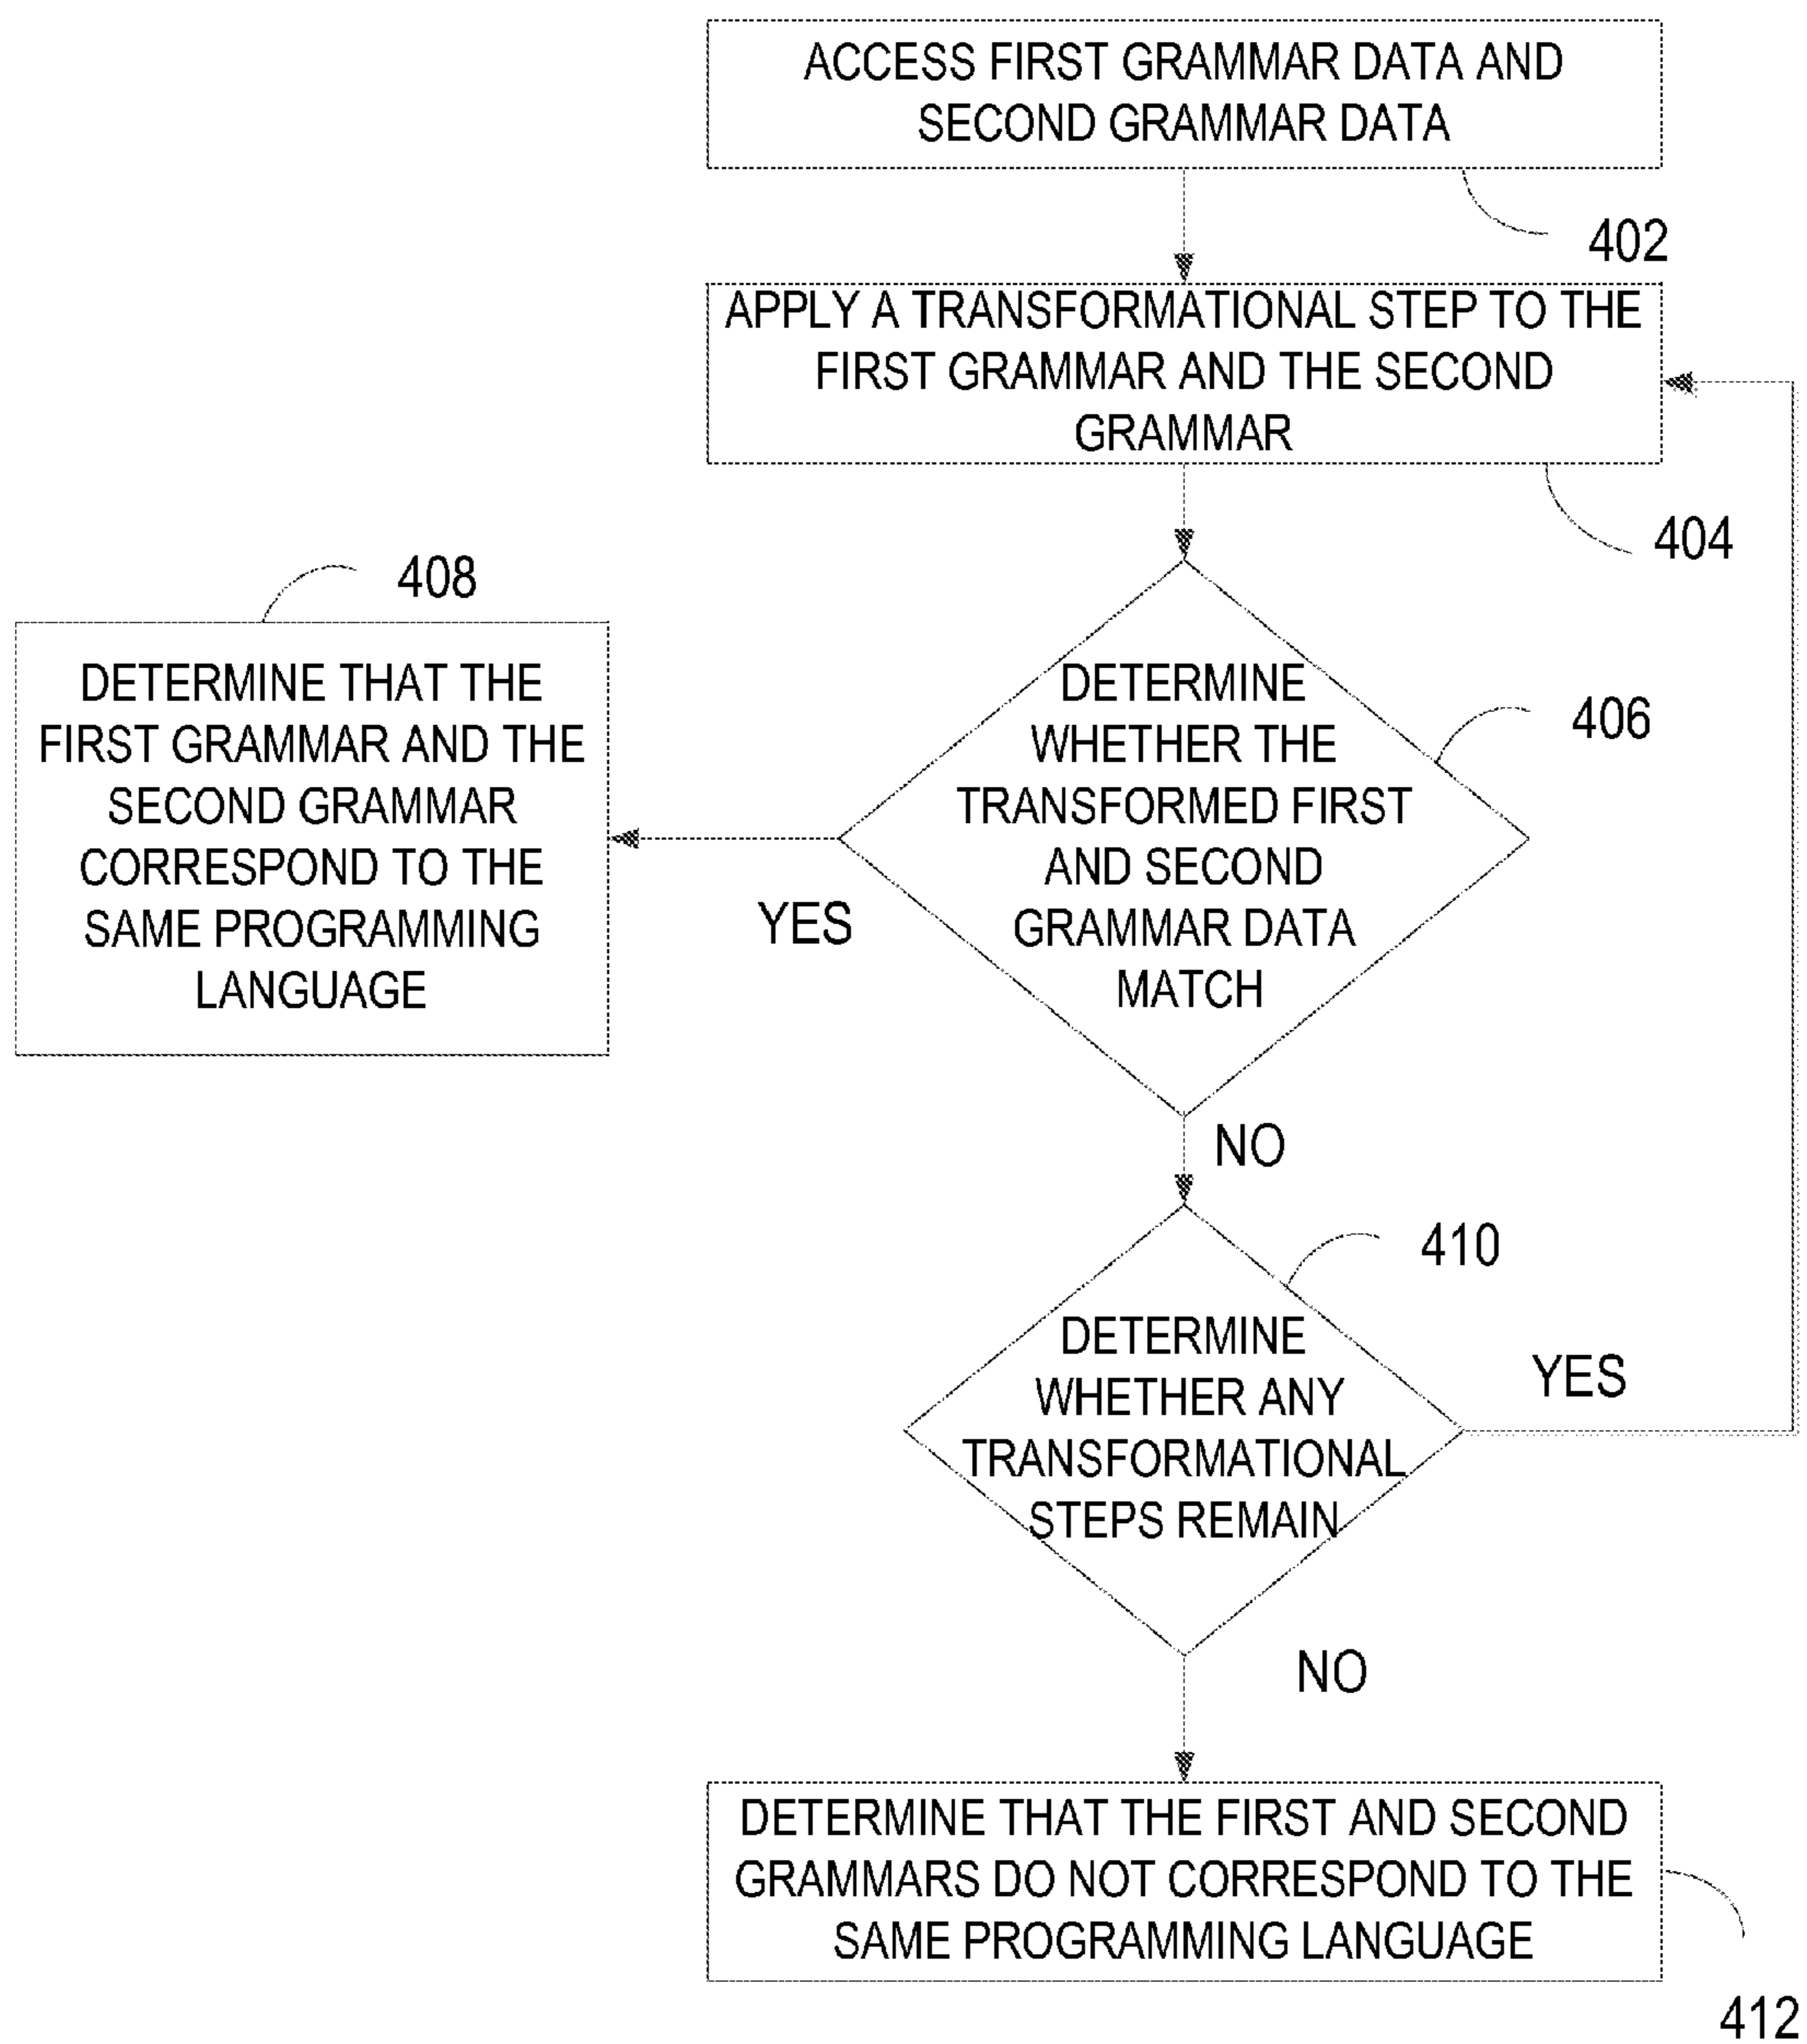 ACCESS FIRST GRAMMAR DATA AND
SECOND GRAMMAR DATA
402
APPLY A TRANSFORMATIONAL STEP TO THE
FIRST GRAMMAR AND THE SECOND
GRAMMAR
404
408
DETERMINE THAT THE
FIRST GRAMMAR AND THE
SECOND GRAMMAR
CORRESPOND TO THE
SAME PROGRAMMING
LANGUAGE
DETERMINE
WHETHER THE
TRANSFORMED FIRST
AND SECOND
GRAMMAR DATA
MATCH
406
YES
NO
410
DETERMINE
WHETHER ANY
TRANSFORMATIONAL
STEPS REMAIN
YES
NO
DETERMINE THAT THE FIRST AND SECOND
GRAMMARS DO NOT CORRESPOND TO THE
SAME PROGRAMMING LANGUAGE
412